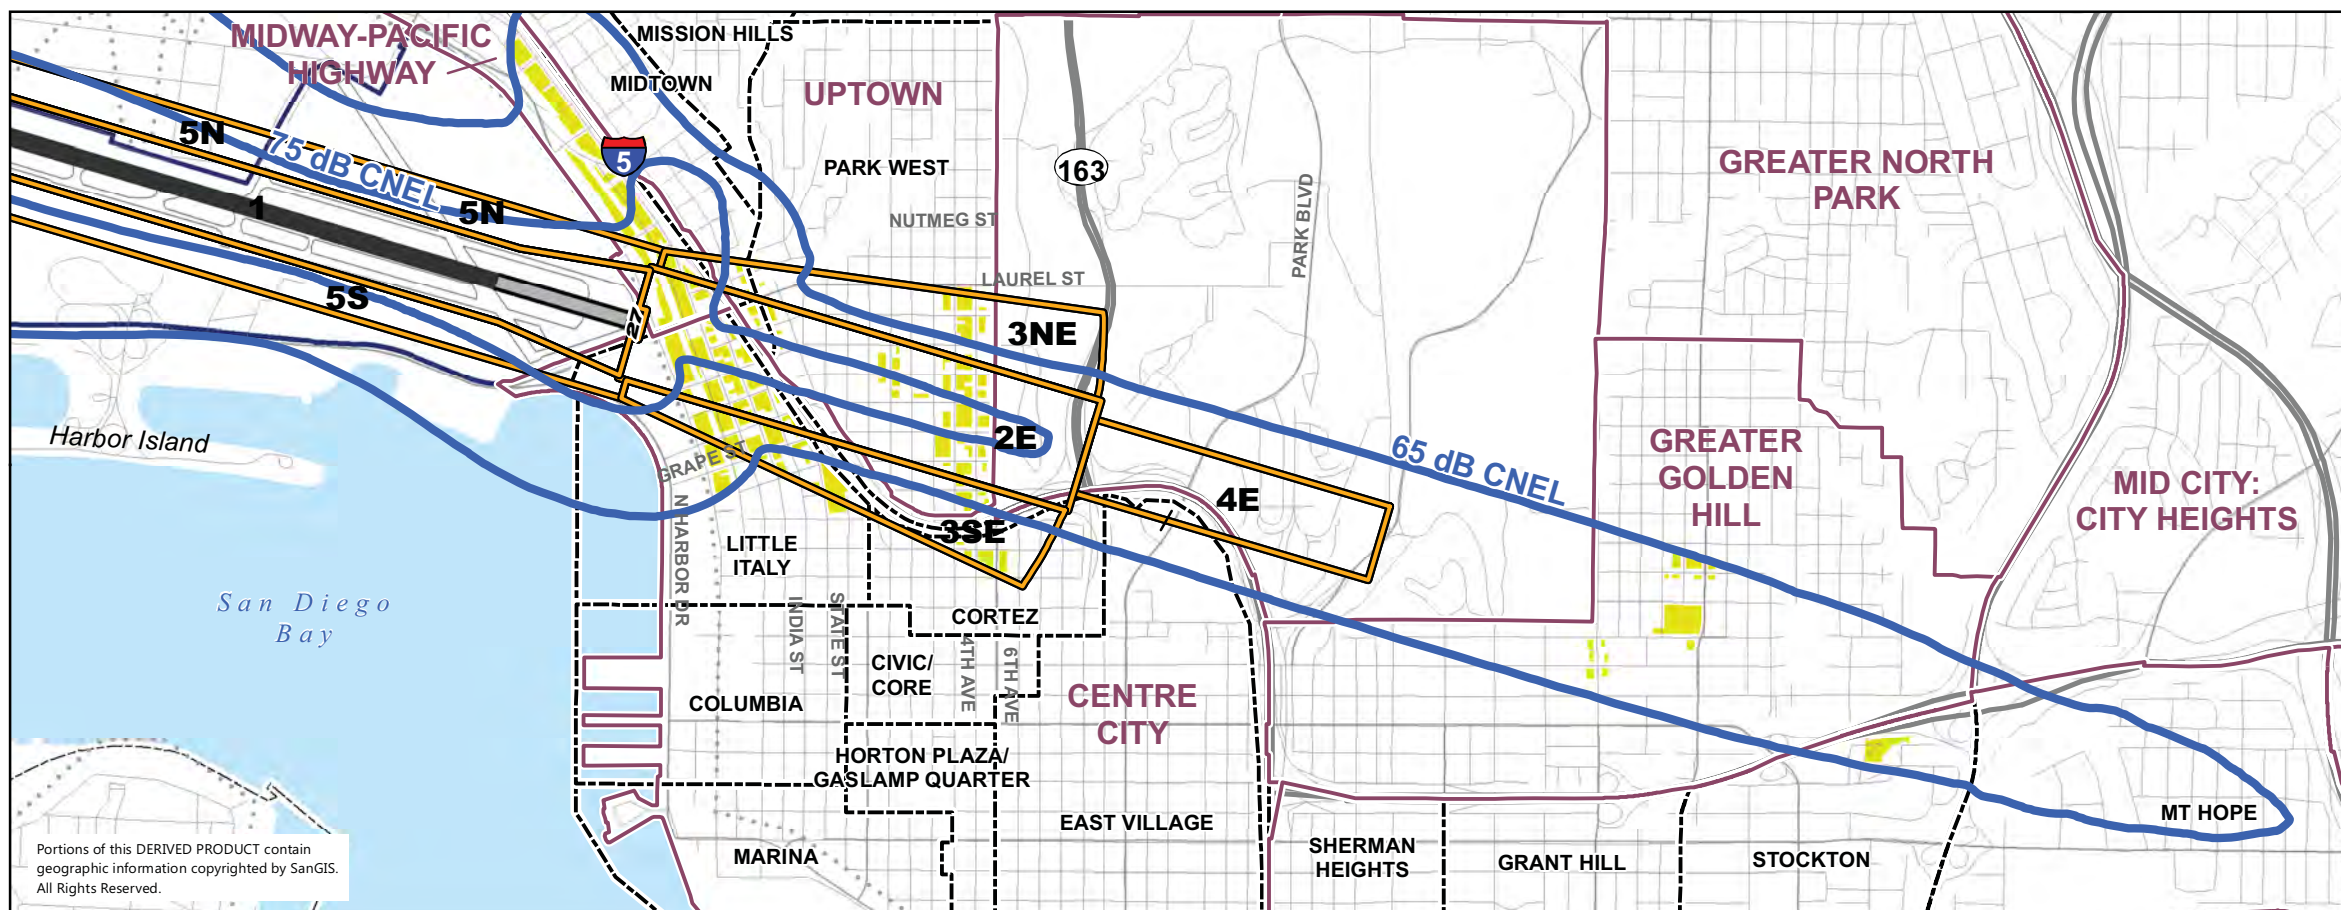 MIDWAY-PACIFIC
HIGHWAY
MISSION HILLS
MIDTOWN
UPTOWN
5N
75 dB CNEL
5
PARK WEST
163
GREATER NORTH
PARK
1
5N
NUTMEG ST
PARK BLVD
LAUREL ST
5S
27
3NE
Harbor Island
GRAPE ST
2E
65 dB CNEL
GREATER
GOLDEN
HILL
4E
MID CITY:
CITY HEIGHTS
N HARBOR DR
3SE
LITTLE
ITALY
San Diego
Bay
INDIA ST
STATE ST
CORTEZ
4TH AVE
6TH AVE
CIVIC/
CORE
COLUMBIA
CENTRE
CITY
HORTON PLAZA/
GASLAMP QUARTER
EAST VILLAGE
MT HOPE
MARINA
SHERMAN
HEIGHTS
GRANT HILL
STOCKTON
Portions of this DERIVED PRODUCT contain
geographic information copyrighted by SanGIS.
All Rights Reserved.